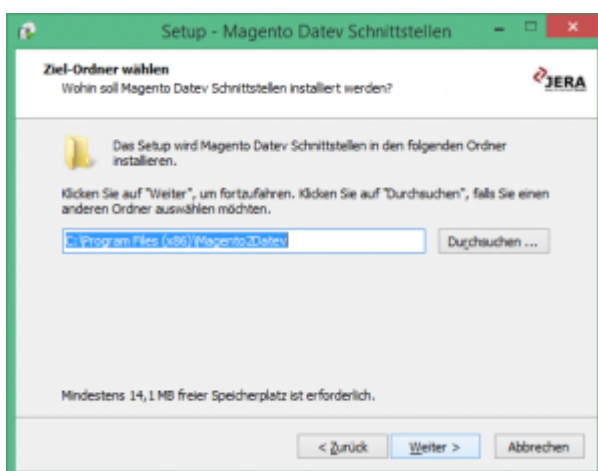 Setup - Magento Datev Schnittstellen
Ziel-Ordner wählen
Wohin soll Magento Datev Schnittstellen installiert werden?
JERA
Das Setup wird Magento Datev Schnittstellen in den folgenden Ordner
installieren.
Klicken Sie auf "Weiter", um fortzufahren. Klicken Sie auf "Durchsuchen", falls Sie einen
anderen Ordner auswählen möchten.
C:\Program Files (x86)\Magento2Datev
Durchsuchen ...
Mindestens 14,1 MB freier Speicherplatz ist erforderlich.
< Zurück
Weiter >
Abbrechen